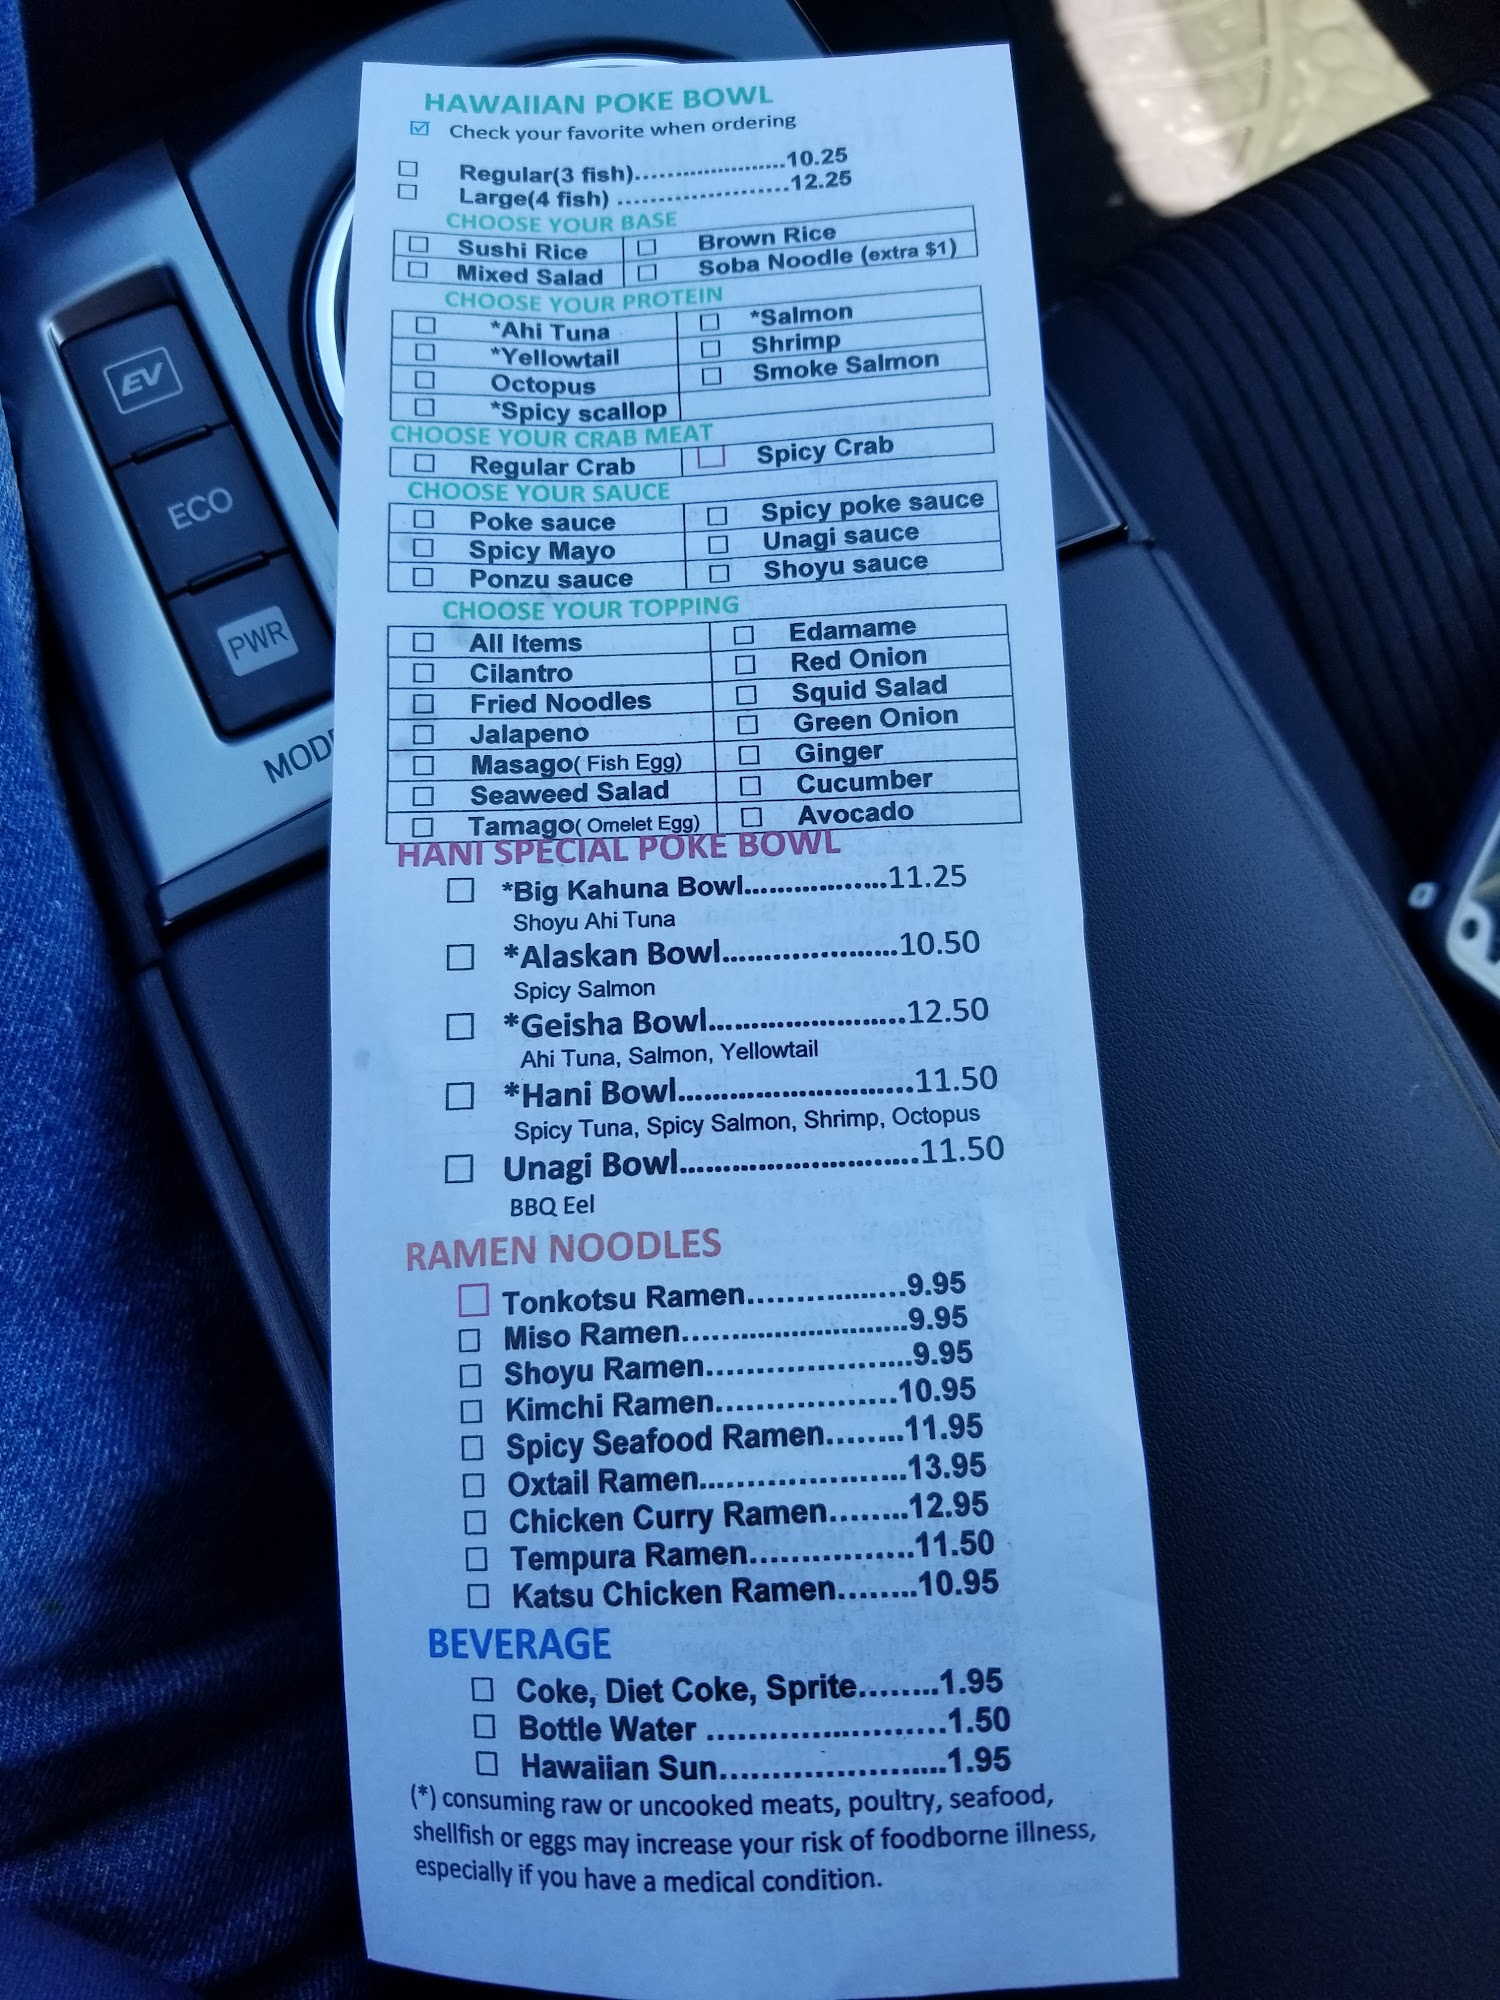 HAWAIIAN POKE BOWL
Check your favorite when ordering
Regular(3 fish).....................10.25
Large(4 fish) ........................12.25
CHOOSE YOUR BASE
Sushi Rice Brown Rice
Mixed Salad Soba Noodle (extra $1)
CHOOSE YOUR PROTEIN
*Ahi Tuna *Salmon
*Yellowtail Shrimp
Octopus Smoke Salmon
*Spicy scallop
CHOOSE YOUR CRAB MEAT
Regular Crab Spicy Crab
CHOOSE YOUR SAUCE
Poke sauce Spicy poke sauce
Spicy Mayo Unagi sauce
Ponzu sauce Shoyu sauce
CHOOSE YOUR TOPPING
All Items Edamame
Cilantro Red Onion
Fried Noodles Squid Salad
Jalapeno Green Onion
Masago( Fish Egg) Ginger
Seaweed Salad Cucumber
Tamago( Omelet Egg) Avocado
HANI SPECIAL POKE BOWL
*Big Kahuna Bowl..................11.25
Shoyu Ahi Tuna
*Alaskan Bowl......................10.50
Spicy Salmon
*Geisha Bowl.........................12.50
Ahi Tuna, Salmon, Yellowtail
*Hani Bowl..............................11.50
Spicy Tuna, Spicy Salmon, Shrimp, Octopus
Unagi Bowl..............................11.50
BBQ Eel
RAMEN NOODLES
Tonkotsu Ramen.................9.95
Miso Ramen.........................9.95
Shoyu Ramen......................9.95
Kimchi Ramen...................10.95
Spicy Seafood Ramen........11.95
Oxtail Ramen......................13.95
Chicken Curry Ramen........12.95
Tempura Ramen.................11.50
Katsu Chicken Ramen........10.95
BEVERAGE
Coke, Diet Coke, Sprite........1.95
Bottle Water ........................1.50
Hawaiian Sun.......................1.95
(*) consuming raw or uncooked meats, poultry, seafood,
shellfish or eggs may increase your risk of foodborne illness,
especially if you have a medical condition.
EV
ECO
PWR